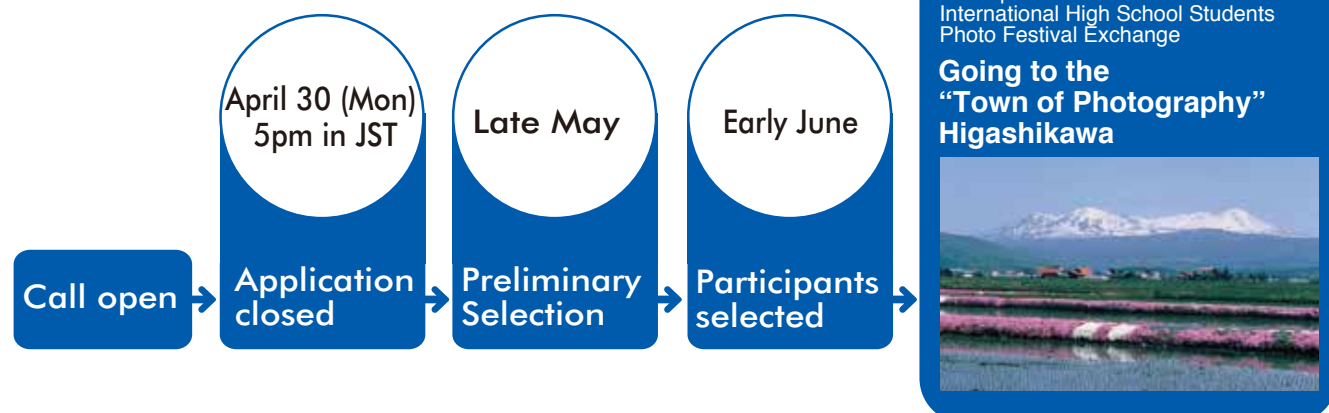 International High School Students
Photo Festival Exchange
Going to the
“Town of Photography”
Higashikawa
April 30 (Mon)
5pm in JST
Late May
Early June
Call open
Application
closed
Preliminary
Selection
Participants
selected